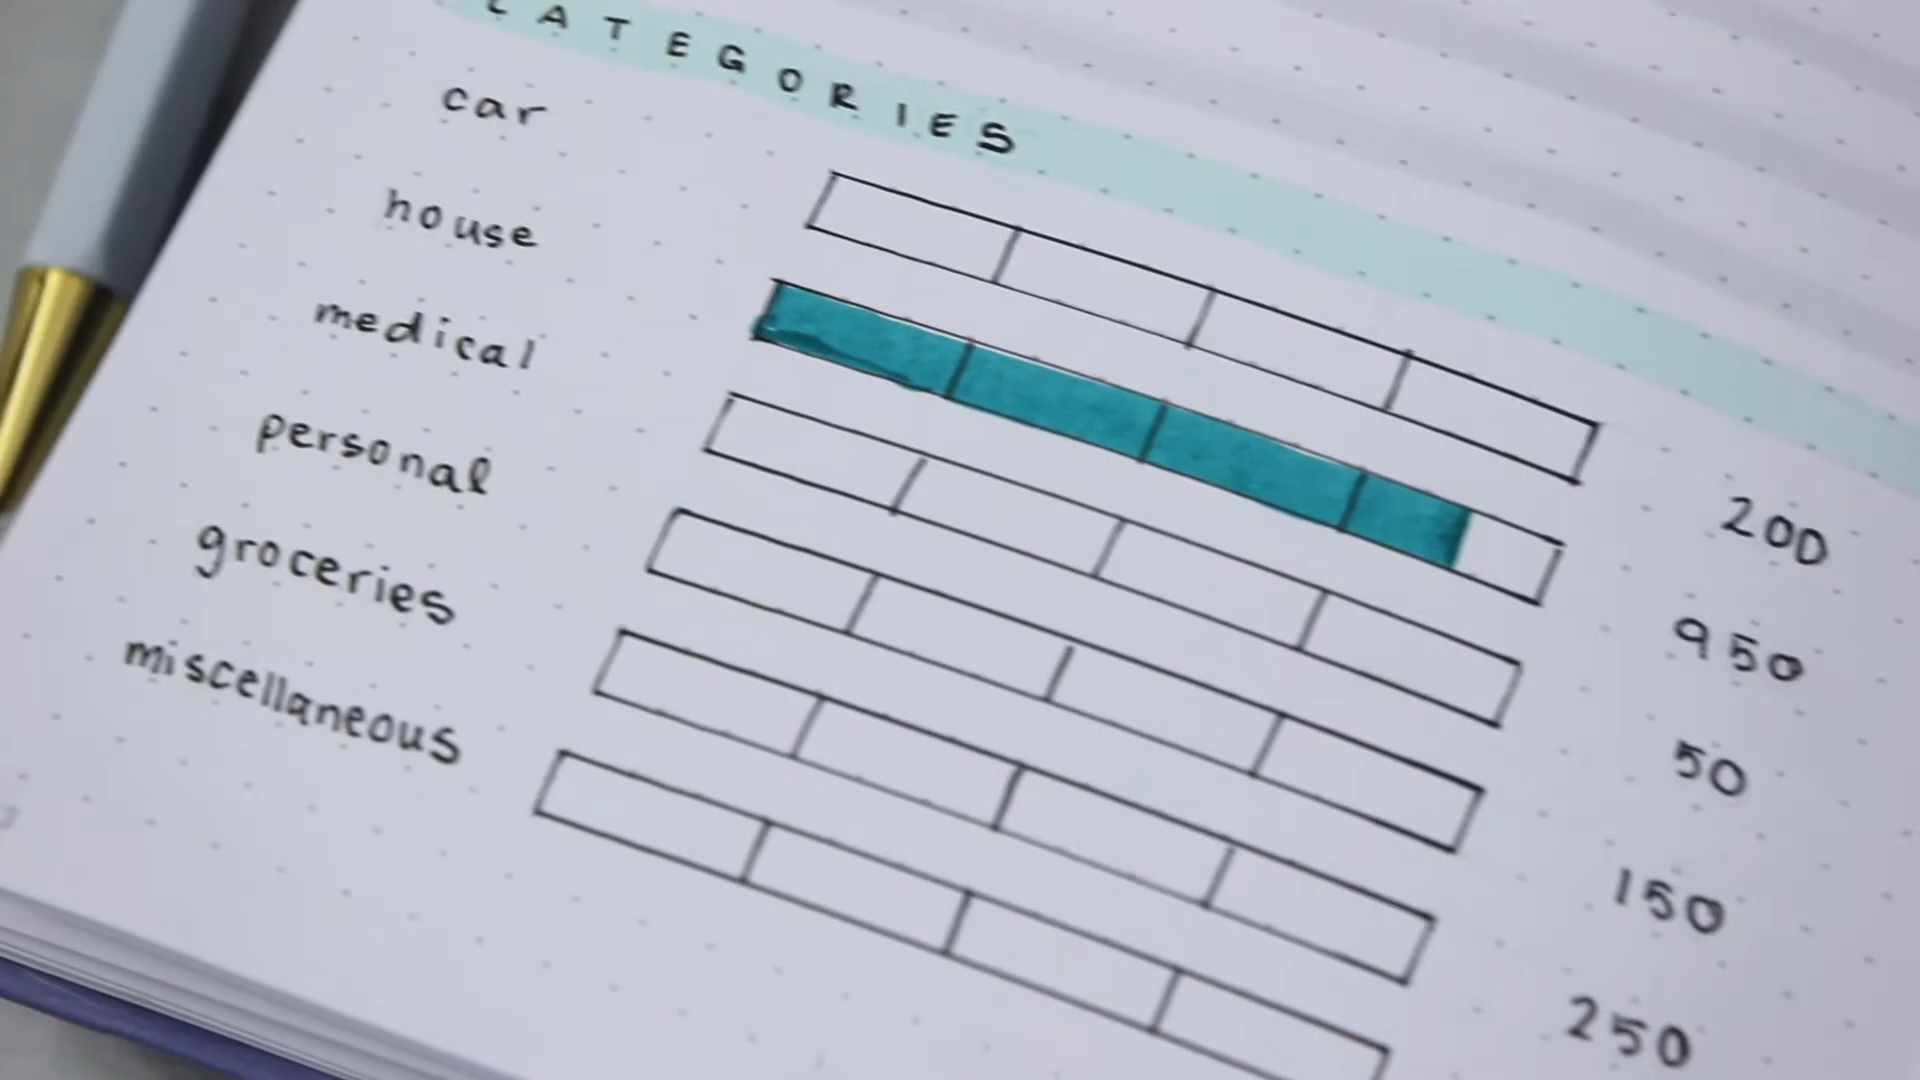 CATEGORIES
car 200
house 950
medical 50
personal 150
groceries 250
miscellaneous